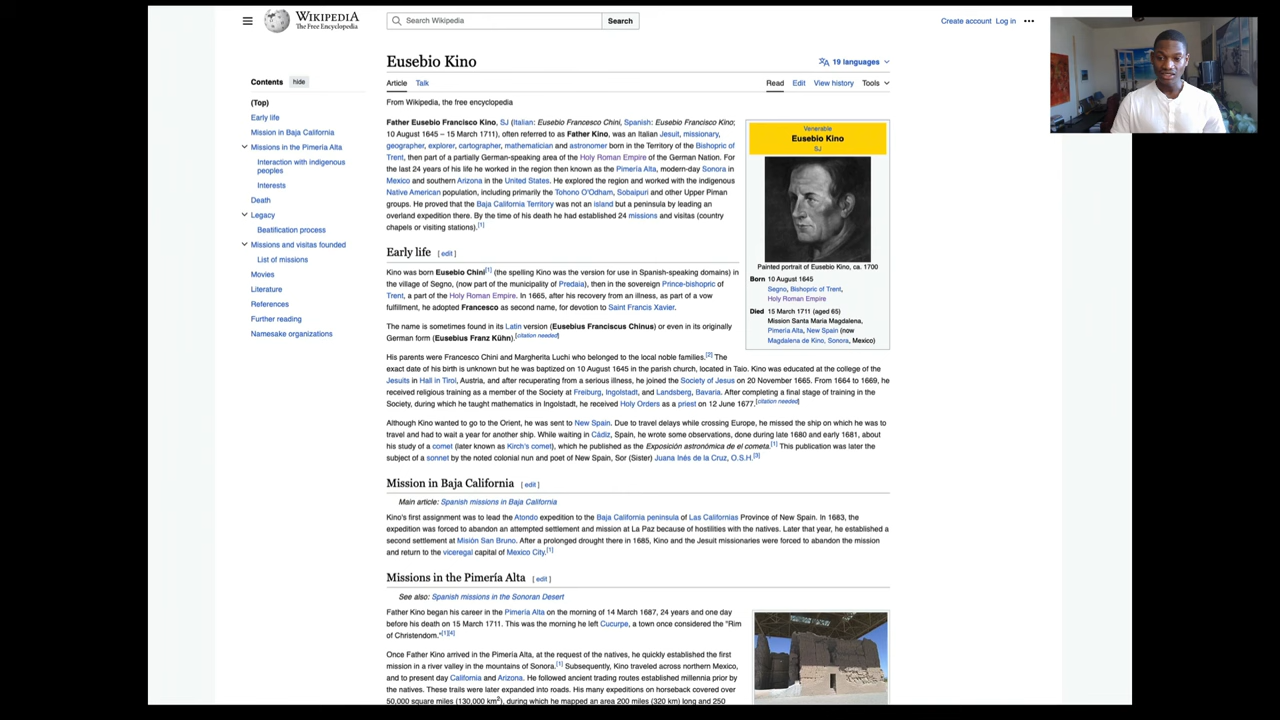 WIKIPEDIA
The Free Encyclopedia
Search Wikipedia
Search
Create account Log in
Contents hide
(Top)
Early life
Mission in Baja California
Missions in the Pimería Alta
Interaction with indigenous
peoples
Interests
Death
Legacy
Beatification process
Missions and visitas founded
List of missions
Movies
Literature
References
Further reading
Namesake organizations
Eusebio Kino
19 languages
Article Talk
Read Edit View history Tools
From Wikipedia, the free encyclopedia
Father Eusebio Francisco Kino, SJ (Italian: Eusebio Francesco Chini, Spanish: Eusebio Francisco Kino;
10 August 1645 – 15 March 1711), often referred to as Father Kino, was an Italian Jesuit, missionary,
geographer, explorer, cartographer, mathematician and astronomer born in the Territory of the Bishopric of
Trent, then part of a partially German-speaking area of the Holy Roman Empire of the German Nation. For
the last 24 years of his life he worked in the region then known as the Pimería Alta, modern-day Sonora in
Mexico and southern Arizona in the United States. He explored the region and worked with the indigenous
Native American population, including primarily the Tohono O'Odham, Sobaipuri and other Upper Piman
groups. He proved that the Baja California Territory was not an island but a peninsula by leading an
overland expedition there. By the time of his death he had established 24 missions and visitas (country
chapels or visiting stations).[1]
Venerable
Eusebio Kino
SJ
Painted portrait of Eusebio Kino, ca. 1700
Born 10 August 1645
Segno, Bishopric of Trent,
Holy Roman Empire
Died 15 March 1711 (aged 65)
Mission Santa Maria Magdalena,
Pimería Alta, New Spain (now
Magdalena de Kino, Sonora, Mexico)
Early life [ edit ]
Kino was born Eusebio Chini[1] (the spelling Kino was the version for use in Spanish-speaking domains) in
the village of Segno, (now part of the municipality of Predaia), then in the sovereign Prince-bishopric of
Trent, a part of the Holy Roman Empire. In 1665, after his recovery from an illness, as part of a vow
fulfillment, he adopted Francesco as second name, for devotion to Saint Francis Xavier.
The name is sometimes found in its Latin version (Eusebius Franciscus Chinus) or even in its originally
German form (Eusebius Franz Kühn).[citation needed]
His parents were Francesco Chini and Margherita Luchi who belonged to the local noble families.[2] The
exact date of his birth is unknown but he was baptized on 10 August 1645 in the parish church, located in Taio. Kino was educated at the college of the
Jesuits in Hall in Tirol, Austria, and after recuperating from a serious illness, he joined the Society of Jesus on 20 November 1665. From 1664 to 1669, he
received religious training as a member of the Society at Freiburg, Ingolstadt, and Landsberg, Bavaria. After completing a final stage of training in the
Society, during which he taught mathematics in Ingolstadt, he received Holy Orders as a priest on 12 June 1677.[citation needed]
Although Kino wanted to go to the Orient, he was sent to New Spain. Due to travel delays while crossing Europe, he missed the ship on which he was to
travel and had to wait a year for another ship. While waiting in Cádiz, Spain, he wrote some observations, done during late 1680 and early 1681, about
his study of a comet (later known as Kirch's comet), which he published as the Exposición astronómica de el cometa.[1] This publication was later the
subject of a sonnet by the noted colonial nun and poet of New Spain, Sor (Sister) Juana Inés de la Cruz, O.S.H.[3]
Mission in Baja California [ edit ]
Main article: Spanish missions in Baja California
Kino's first assignment was to lead the Atondo expedition to the Baja California peninsula of Las Californias Province of New Spain. In 1683, the
expedition was forced to abandon an attempted settlement and mission at La Paz because of hostilities with the natives. Later that year, he established a
second settlement at Misión San Bruno. After a prolonged drought there in 1685, Kino and the Jesuit missionaries were forced to abandon the mission
and return to the viceregal capital of Mexico City.[1]
Missions in the Pimería Alta [ edit ]
See also: Spanish missions in the Sonoran Desert
Father Kino began his career in the Pimería Alta on the morning of 14 March 1687, 24 years and one day
before his death on 15 March 1711. This was the morning he left Cucurpe, a town once considered the "Rim
of Christendom."[1][4]
Once Father Kino arrived in the Pimería Alta, at the request of the natives, he quickly established the first
mission in a river valley in the mountains of Sonora.[1] Subsequently, Kino traveled across northern Mexico,
and to present day California and Arizona. He followed ancient trading routes established millennia prior by
the natives. These trails were later expanded into roads. His many expeditions on horseback covered over
50,000 square miles (130,000 km2), during which he mapped an area 200 miles (320 km) long and 250